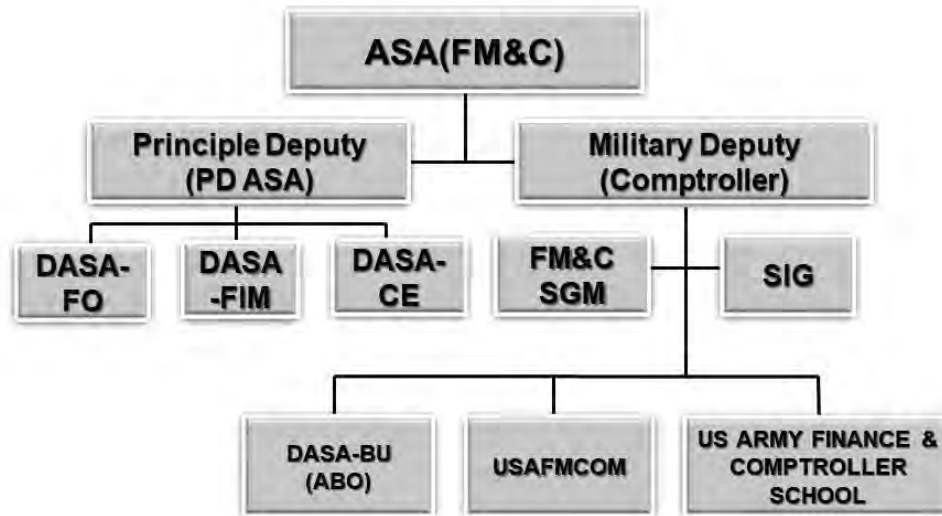 ASA(FM&C)
Principle Deputy
(PD ASA)
Military Deputy
(Comptroller)
DASA-
FO
DASA
-FIM
DASA-
CE
FM&C
SGM
SIG
DASA-BU
(ABO)
USAFMCOM
US ARMY FINANCE &
COMPTROLLER
SCHOOL